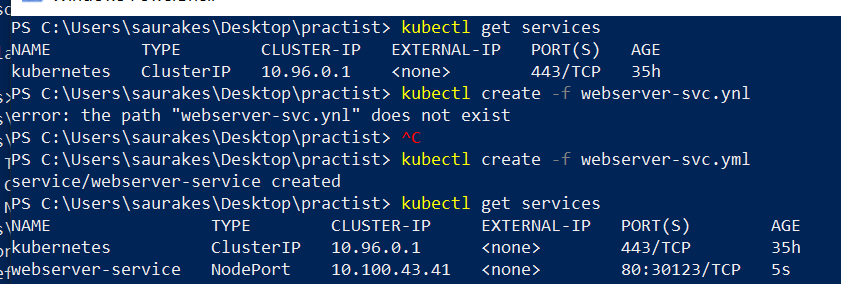 PS C:\Users\saurakes\Desktop\practist> kubectl get services
NAME TYPE CLUSTER-IP EXTERNAL-IP PORT(S) AGE
kubernetes ClusterIP 10.96.0.1 <none> 443/TCP 35h
PS C:\Users\saurakes\Desktop\practist> kubectl create -f webserver-svc.ynl
error: the path "webserver-svc.ynl" does not exist
PS C:\Users\saurakes\Desktop\practist> ^C
PS C:\Users\saurakes\Desktop\practist> kubectl create -f webserver-svc.yml
service/webserver-service created
PS C:\Users\saurakes\Desktop\practist> kubectl get services
NAME TYPE CLUSTER-IP EXTERNAL-IP PORT(S) AGE
kubernetes ClusterIP 10.96.0.1 <none> 443/TCP 35h
webserver-service NodePort 10.100.43.41 <none> 80:30123/TCP 5s